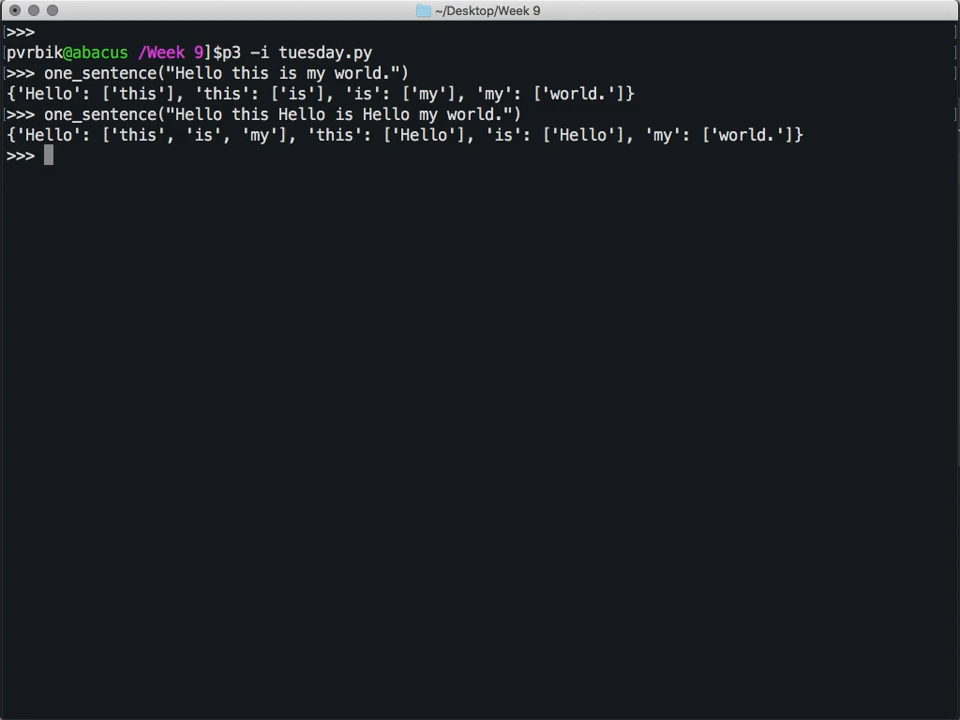 ~/Desktop/Week 9
[>>> ]
[pvrbik@abacus /Week 9]$p3 -i tuesday.py ]
[>>> one_sentence("Hello this is my world.") ]
{'Hello': ['this'], 'this': ['is'], 'is': ['my'], 'my': ['world.']}
[>>> one_sentence("Hello this Hello is Hello my world.") ]
{'Hello': ['this', 'is', 'my'], 'this': ['Hello'], 'is': ['Hello'], 'my': ['world.']}
>>>